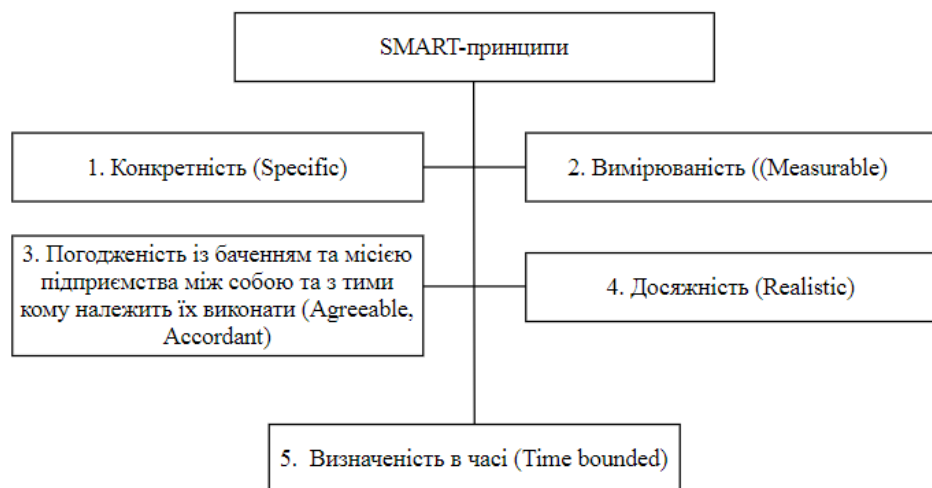 SMART-принципи
1. Конкретність (Specific)
2. Вимірюваність ((Measurable)
3. Погодженість із баченням та місією
підприємства між собою та з тими
кому належить їх виконати (Agreeable,
Accordant)
4. Досяжність (Realistic)
5. Визначеність в часі (Time bounded)